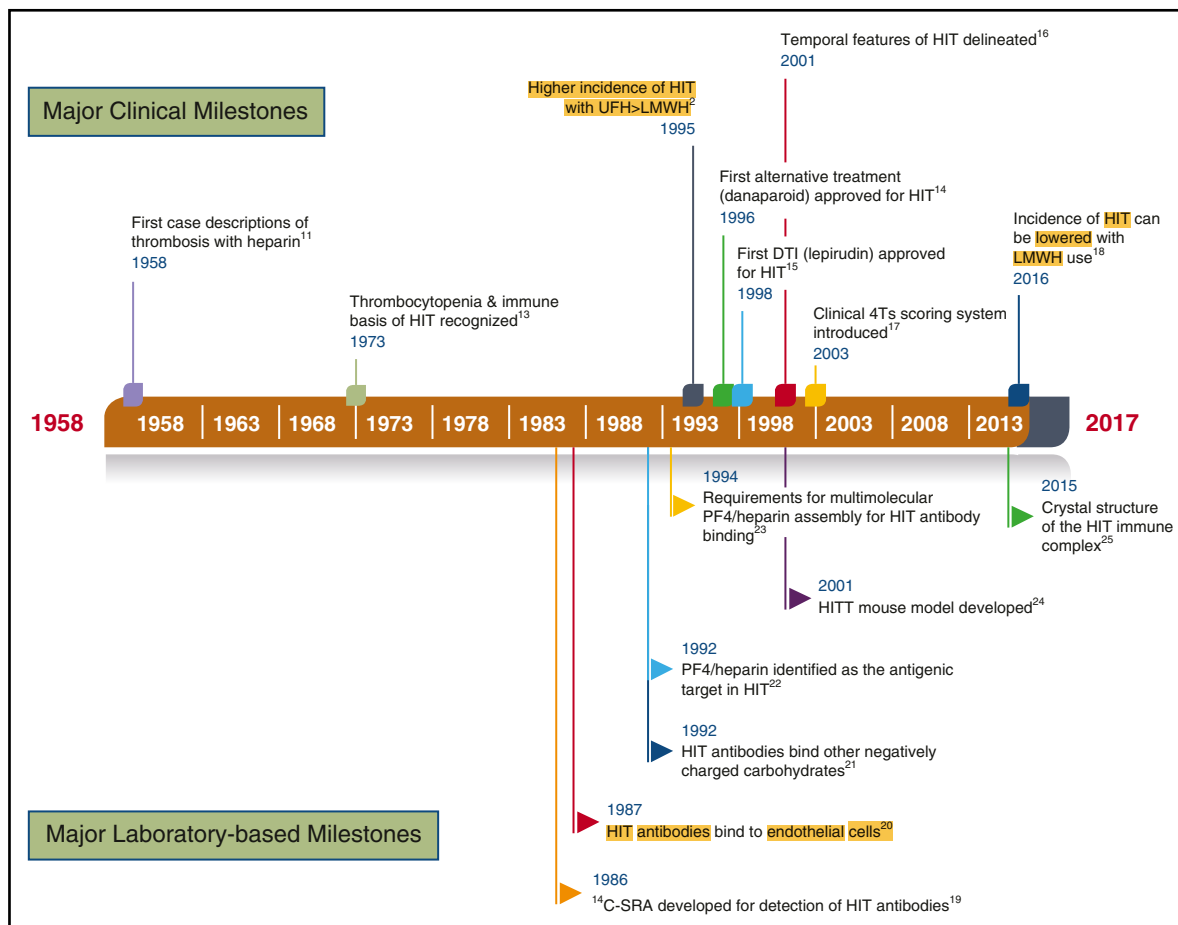 Temporal features of HIT delineated16
2001
Major Clinical Milestones
Higher incidence of HIT
with UFH>LMWH2
1995
First alternative treatment
(danaparoid) approved for HIT14
1996
First case descriptions of
thrombosis with heparin11
1958
Incidence of HIT can
be lowered with
LMWH use18
2016
First DTI (lepirudin) approved
for HIT15
1998
Thrombocytopenia & immune
basis of HIT recognized13
1973
Clinical 4Ts scoring system
introduced17
2003
1958
1958 1963 1968 1973 1978 1983 1988 1993 1998 2003 2008 2013
2017
1994
Requirements for multimolecular
PF4/heparin assembly for HIT antibody
binding23
2015
Crystal structure
of the HIT immune
complex25
2001
HITT mouse model developed24
1992
PF4/heparin identified as the antigenic
target in HIT22
1992
HIT antibodies bind other negatively
charged carbohydrates21
1987
HIT antibodies bind to endothelial cells20
Major Laboratory-based Milestones
1986
14C-SRA developed for detection of HIT antibodies19